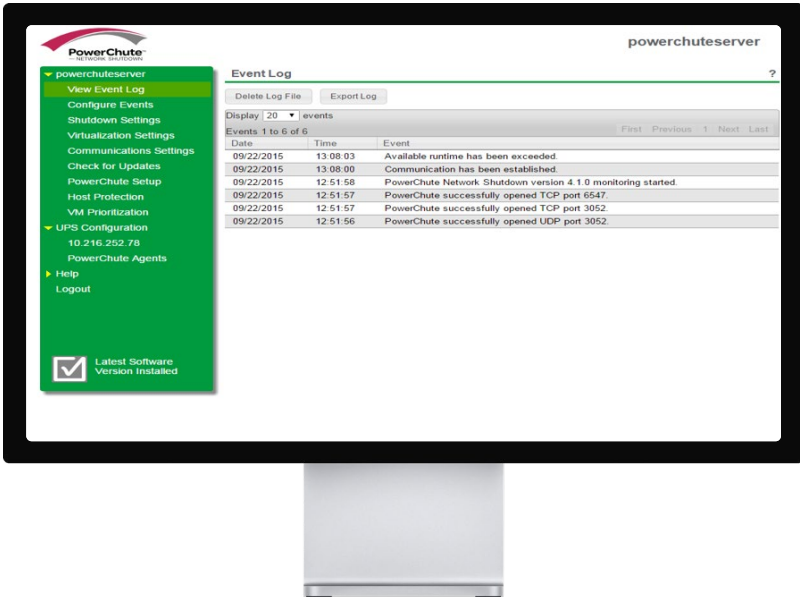 PowerChute™
NETWORK SHUTDOWN
powerchuteserver
powerchuteserver
View Event Log
Configure Events
Shutdown Settings
Virtualization Settings
Communications Settings
Check for Updates
PowerChute Setup
Host Protection
VM Prioritization
UPS Configuration
10.216.252.78
PowerChute Agents
Help
Logout
Latest Software
Version Installed
Event Log ?
Delete Log File Export Log
Display 20 events
Events 1 to 6 of 6 First Previous 1 Next Last
Date Time Event
09/22/2015 13:08:03 Available runtime has been exceeded.
09/22/2015 13:08:00 Communication has been established.
09/22/2015 12:51:58 PowerChute Network Shutdown version 4.1.0 monitoring started.
09/22/2015 12:51:57 PowerChute successfully opened TCP port 6547.
09/22/2015 12:51:57 PowerChute successfully opened TCP port 3052.
09/22/2015 12:51:56 PowerChute successfully opened UDP port 3052.